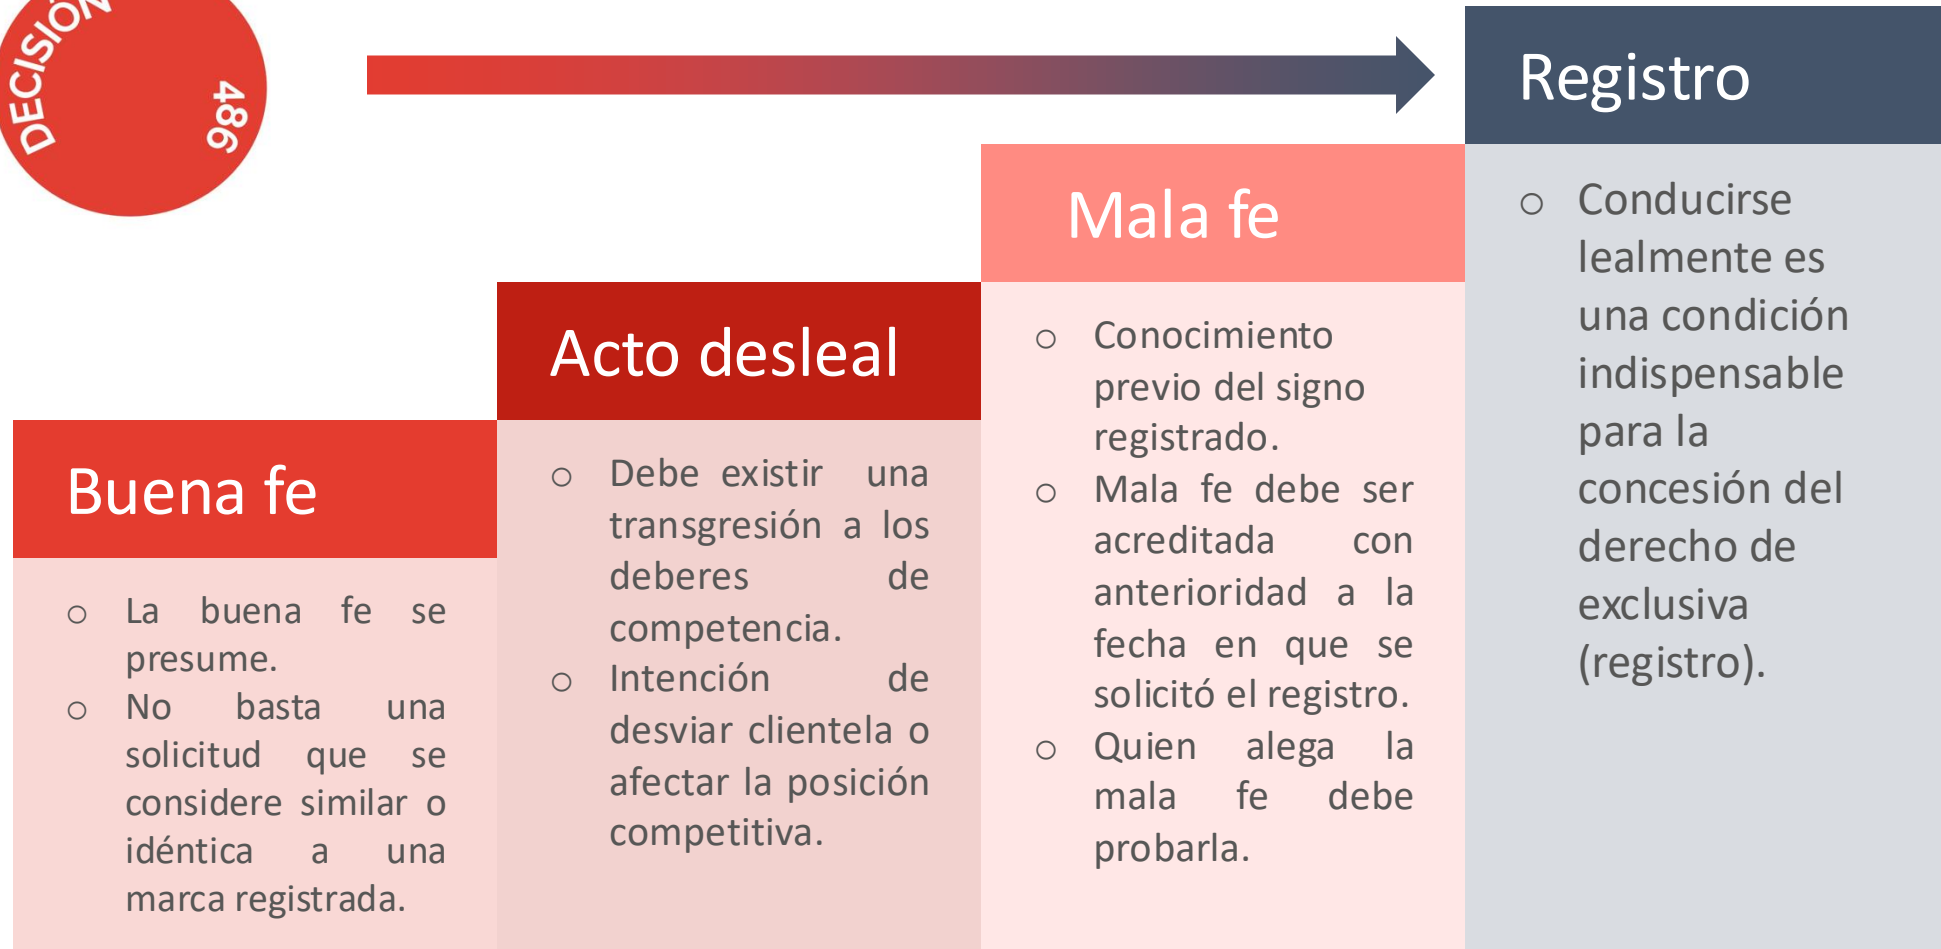 DECISIÓN
486
Registro
Mala fe
Acto desleal
Buena fe
o La buena fe se
presume.
o No basta una
solicitud que se
considere similar o
idéntica a una
marca registrada.
o Debe existir una
transgresión a los
deberes de
competencia.
o Intención de
desviar clientela o
afectar la posición
competitiva.
o Conocimiento
previo del signo
registrado.
o Mala fe debe ser
acreditada con
anterioridad a la
fecha en que se
solicitó el registro.
o Quien alega la
mala fe debe
probarla.
o Conducirse
lealmente es
una condición
indispensable
para la
concesión del
derecho de
exclusiva
(registro).